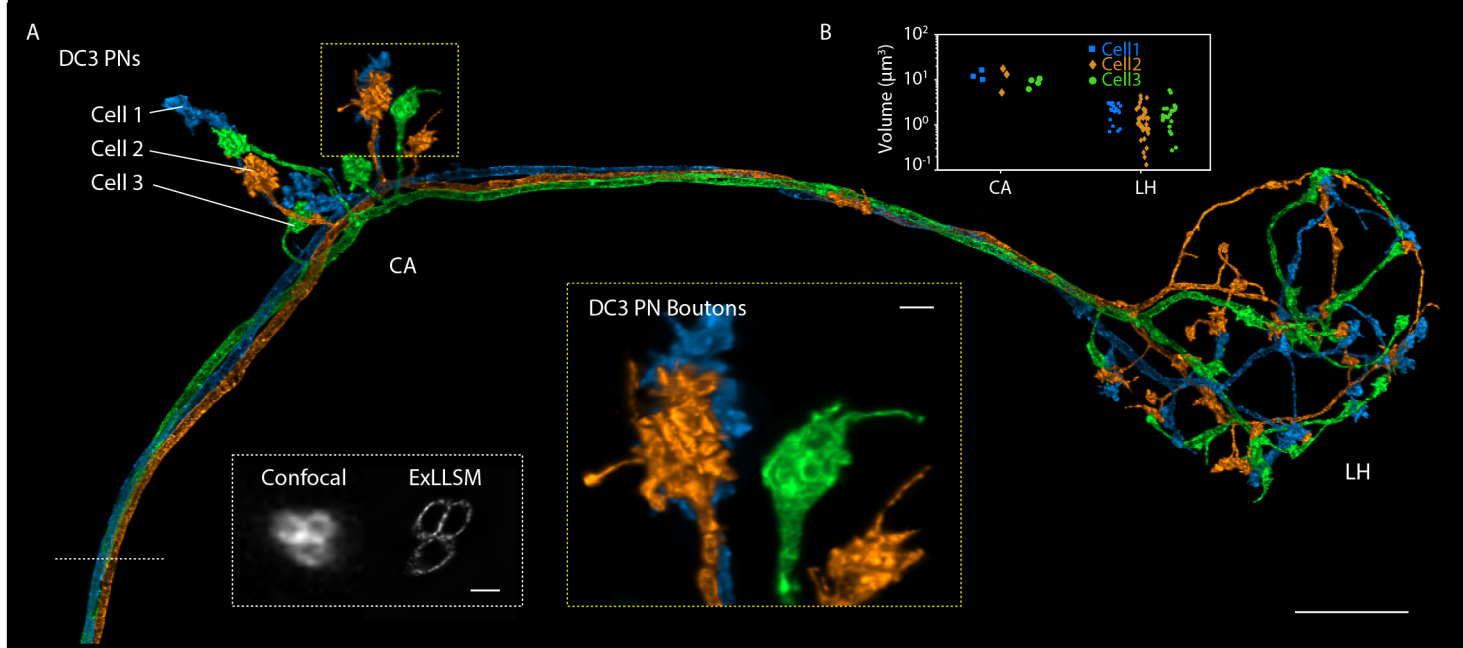 A
DC3 PNs
Cell 1
Cell 2
Cell 3
CA
B
Volume (µm³)
10²
10¹
10⁰
10⁻¹
Cell1
Cell2
Cell3
CA
LH
DC3 PN Boutons
Confocal
ExLLSM
LH